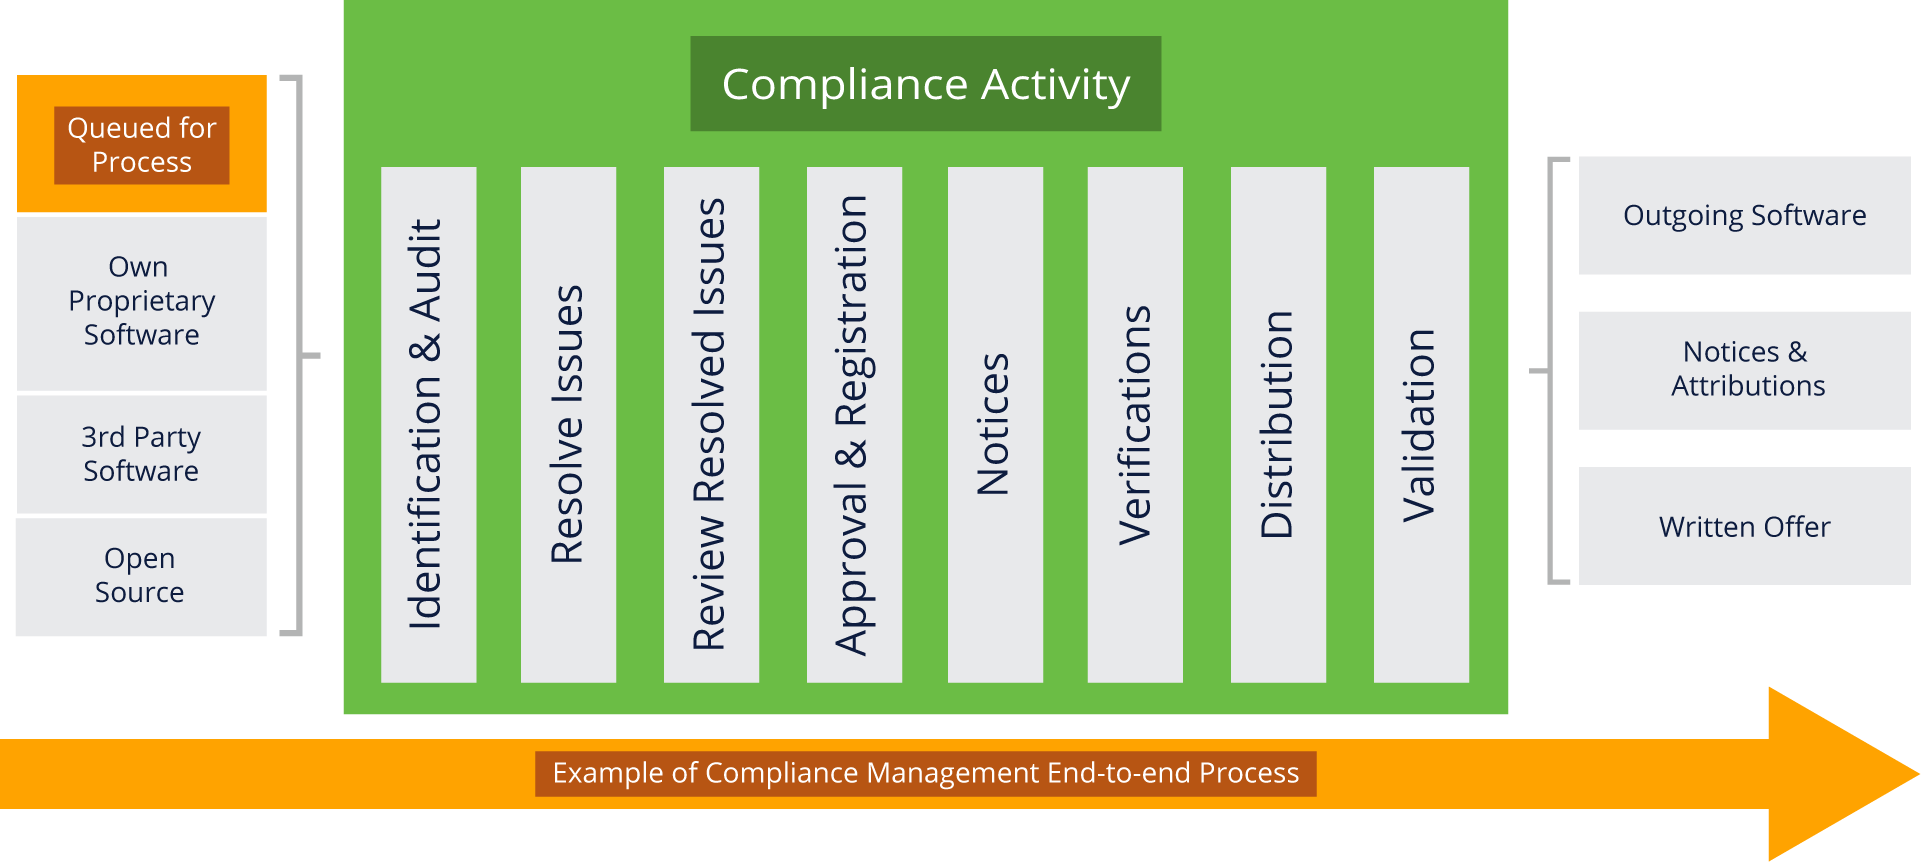 Compliance Activity
Queued for
Process
Own
Proprietary
Software
3rd Party
Software
Open
Source
Identification & Audit
Resolve Issues
Review Resolved Issues
Approval & Registration
Notices
Verifications
Distribution
Validation
Outgoing Software
Notices &
Attributions
Written Offer
Example of Compliance Management End-to-end Process